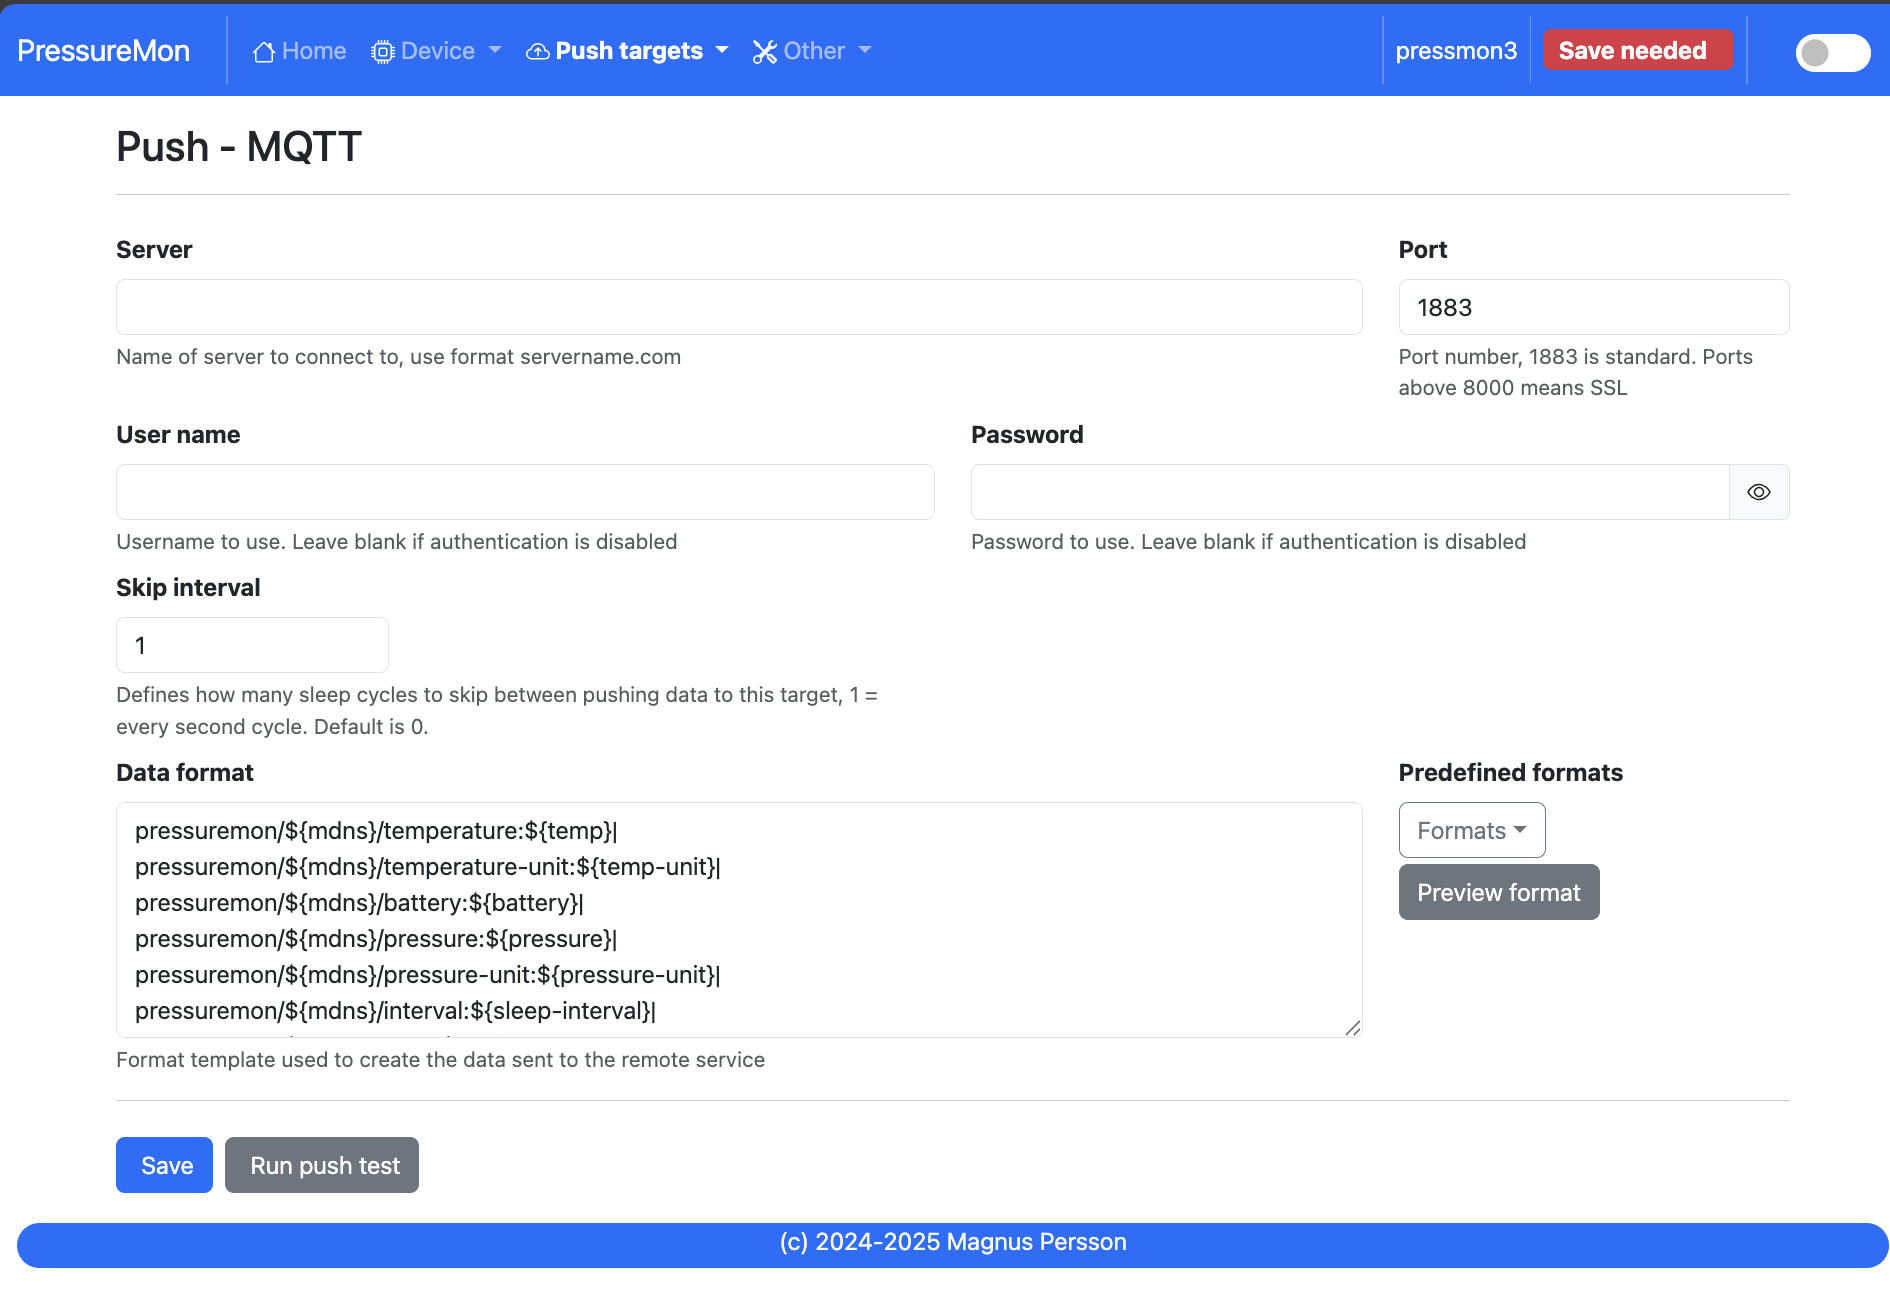 PressureMon Home Device Push targets Other pressmon3 Save needed
Push - MQTT
Server
Port
1883
Name of server to connect to, use format servername.com
Port number, 1883 is standard. Ports
above 8000 means SSL
User name
Password
Username to use. Leave blank if authentication is disabled
Password to use. Leave blank if authentication is disabled
Skip interval
1
Defines how many sleep cycles to skip between pushing data to this target, 1 =
every second cycle. Default is 0.
Data format
Predefined formats
pressuremon/${mdns}/temperature:${temp}|
pressuremon/${mdns}/temperature-unit:${temp-unit}|
pressuremon/${mdns}/battery:${battery}|
pressuremon/${mdns}/pressure:${pressure}|
pressuremon/${mdns}/pressure-unit:${pressure-unit}|
pressuremon/${mdns}/interval:${sleep-interval}|
Formats
Preview format
Format template used to create the data sent to the remote service
Save
Run push test
(c) 2024-2025 Magnus Persson